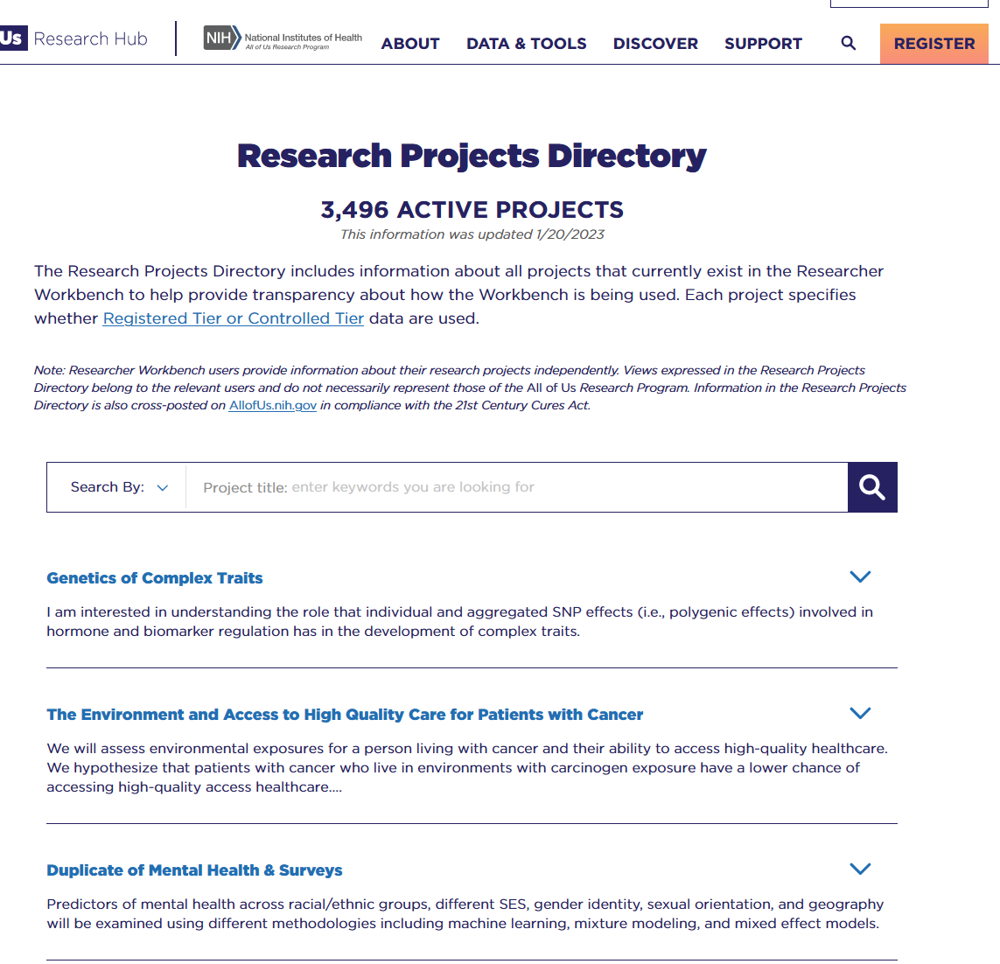 Us Research Hub
NIH National Institutes of Health
All of Us Research Program
ABOUT DATA & TOOLS DISCOVER SUPPORT REGISTER
Research Projects Directory
3,496 ACTIVE PROJECTS
This information was updated 1/20/2023
The Research Projects Directory includes information about all projects that currently exist in the Researcher
Workbench to help provide transparency about how the Workbench is being used. Each project specifies
whether Registered Tier or Controlled Tier data are used.
Note: Researcher Workbench users provide information about their research projects independently. Views expressed in the Research Projects
Directory belong to the relevant users and do not necessarily represent those of the All of Us Research Program. Information in the Research Projects
Directory is also cross-posted on AllofUs.nih.gov in compliance with the 21st Century Cures Act.
Search By: Project title: enter keywords you are looking for
Genetics of Complex Traits
I am interested in understanding the role that individual and aggregated SNP effects (i.e., polygenic effects) involved in
hormone and biomarker regulation has in the development of complex traits.
The Environment and Access to High Quality Care for Patients with Cancer
We will assess environmental exposures for a person living with cancer and their ability to access high-quality healthcare.
We hypothesize that patients with cancer who live in environments with carcinogen exposure have a lower chance of
accessing high-quality access healthcare....
Duplicate of Mental Health & Surveys
Predictors of mental health across racial/ethnic groups, different SES, gender identity, sexual orientation, and geography
will be examined using different methodologies including machine learning, mixture modeling, and mixed effect models.